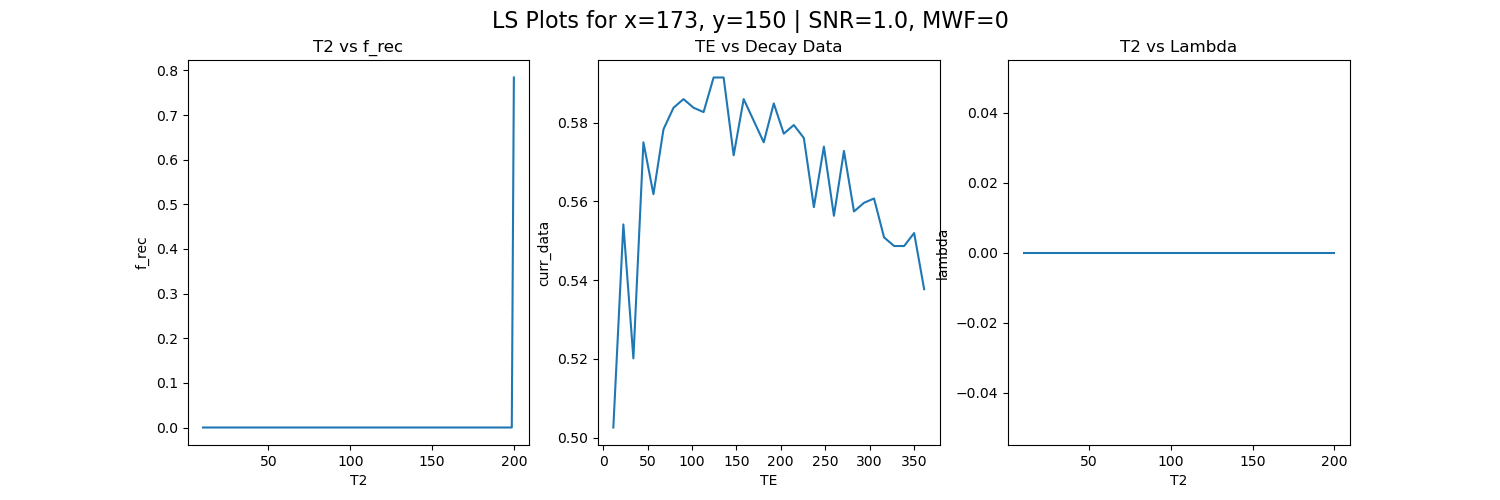 LS Plots for x=173, y=150 | SNR=1.0, MWF=0
T2 vs f_rec
f_rec
0.8
0.7
0.6
0.5
0.4
0.3
0.2
0.1
0.0
50 100 150 200
T2
TE vs Decay Data
curr_data
0.58
0.56
0.54
0.52
0.50
0 50 100 150 200 250 300 350
TE
T2 vs Lambda
lambda
0.04
0.02
0.00
−0.02
−0.04
50 100 150 200
T2